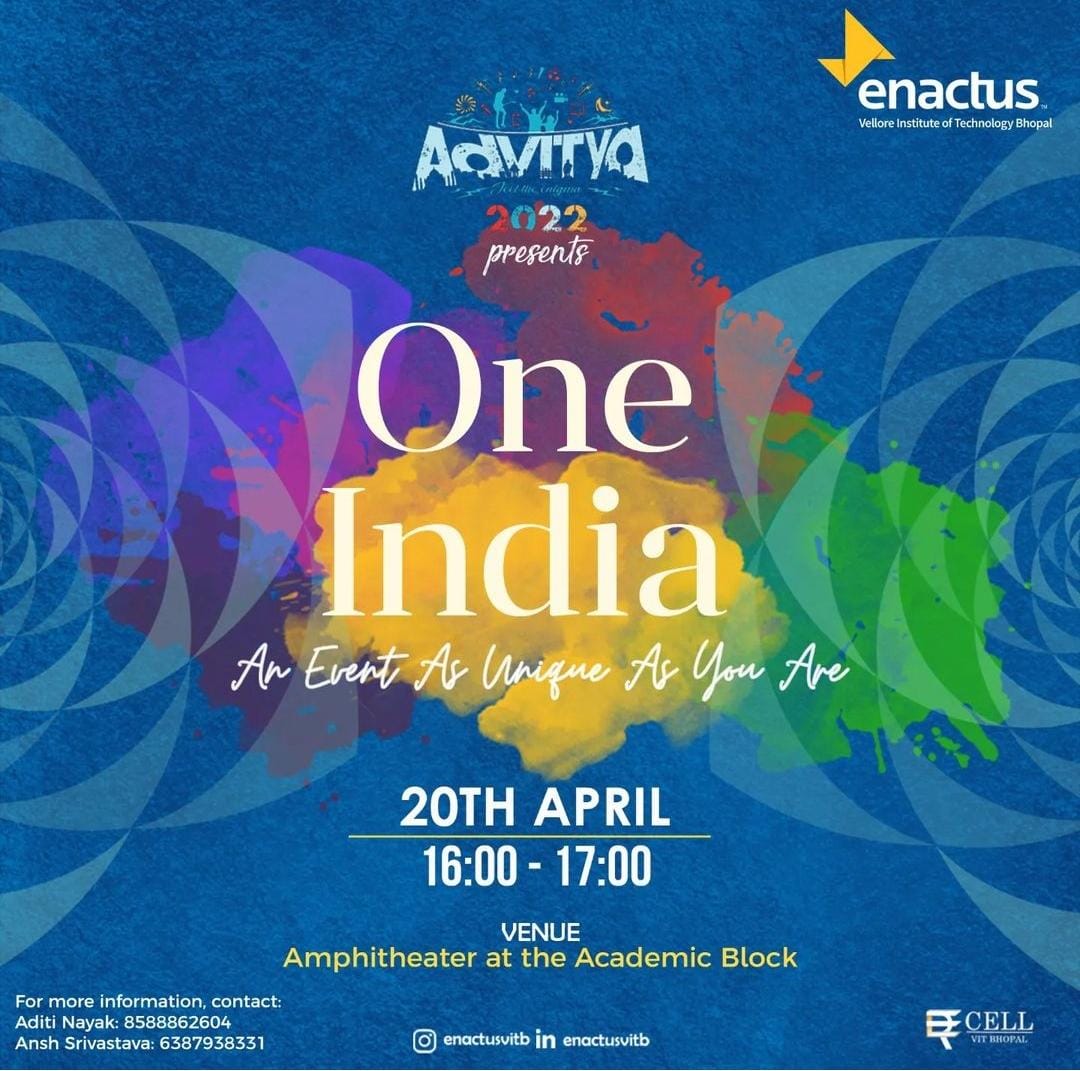 enactus
Vellore Institute of Technology Bhopal
AdVITYa
2022
presents
One
India
An Event As Unique As You Are
20TH APRIL
16:00 - 17:00
VENUE
Amphitheater at the Academic Block
For more information, contact:
Aditi Nayak: 8588862604
Ansh Srivastava: 6387938331
enactusvitb in enactusvitb
CELL
VIT BHOPAL